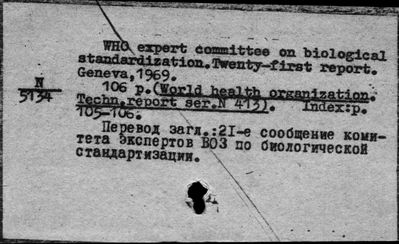 WHO expert committee on biological
standardization.Twenty-first report.
Geneva,1969.
N
5134
106 p.(World health organization.
Techn.report ser.N 413). Index:p.
105-106.
Перевод загл.:2I-е сообщение коми-
тета экспертов ВОЗ по биологической
стандартизации.